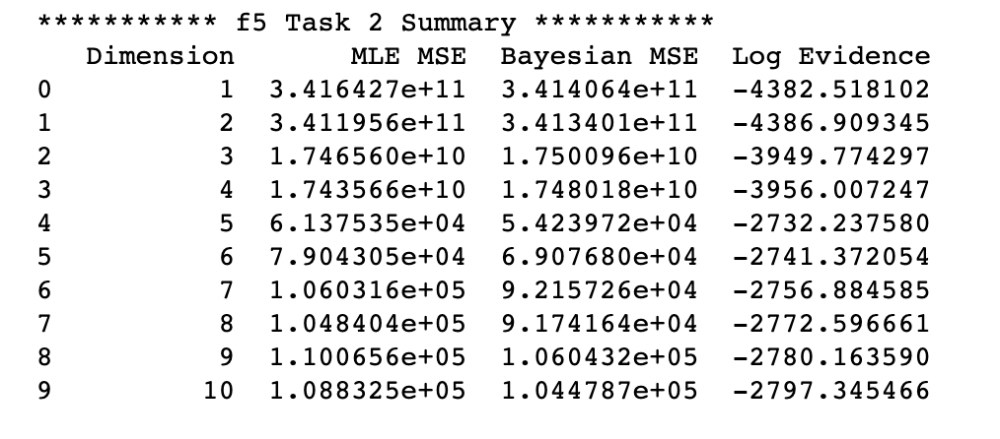 *********** f5 Task 2 Summary ***********
Dimension MLE MSE Bayesian MSE Log Evidence
0 1 3.416427e+11 3.414064e+11 -4382.518102
1 2 3.411956e+11 3.413401e+11 -4386.909345
2 3 1.746560e+10 1.750096e+10 -3949.774297
3 4 1.743566e+10 1.748018e+10 -3956.007247
4 5 6.137535e+04 5.423972e+04 -2732.237580
5 6 7.904305e+04 6.907680e+04 -2741.372054
6 7 1.060316e+05 9.215726e+04 -2756.884585
7 8 1.048404e+05 9.174164e+04 -2772.596661
8 9 1.100656e+05 1.060432e+05 -2780.163590
9 10 1.088325e+05 1.044787e+05 -2797.345466